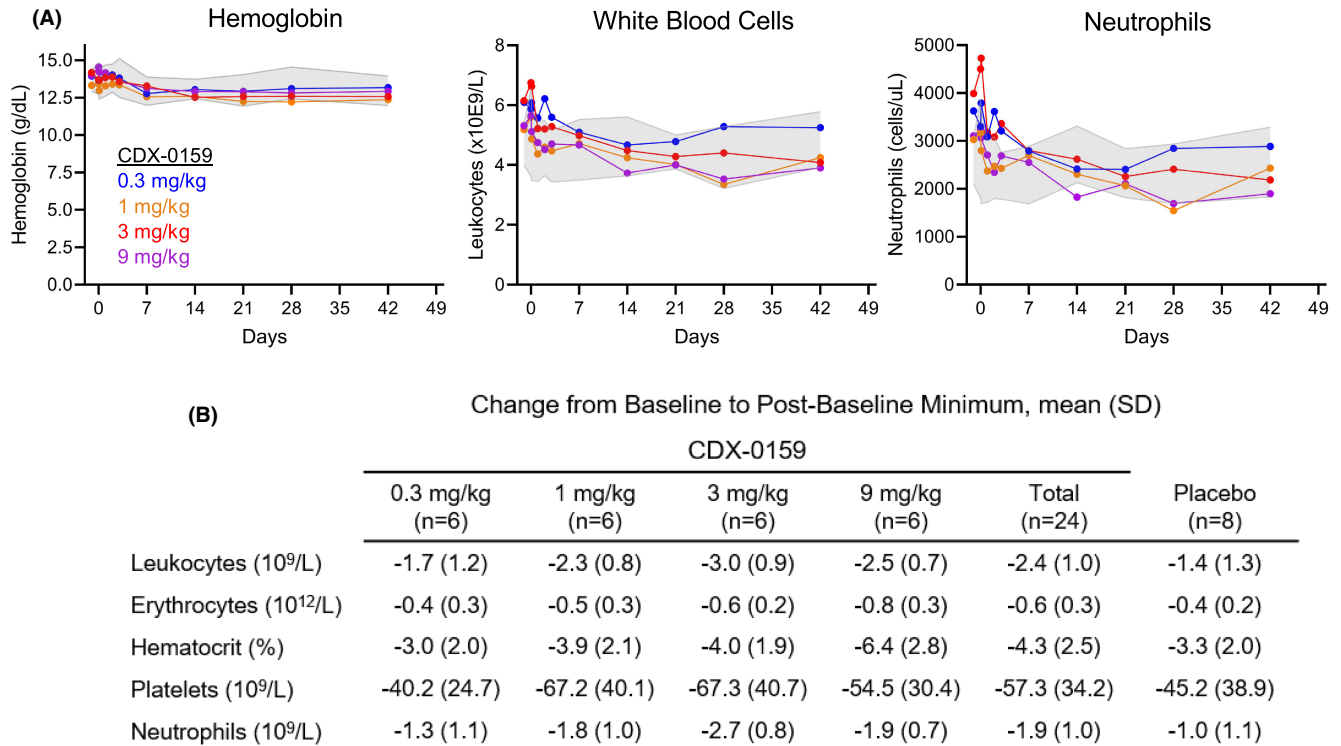 (A)
Hemoglobin
Hemoglobin (g/dL)
15.0
12.5
10.0
7.5
5.0
2.5
0.0
CDX-0159
0.3 mg/kg
1 mg/kg
3 mg/kg
9 mg/kg
0 7 14 21 28 35 42 49
Days
White Blood Cells
Leukocytes (x10E9/L)
8
6
4
2
0
0 7 14 21 28 35 42 49
Days
Neutrophils
Neutrophils (cells/uL)
5000
4000
3000
2000
1000
0
0 7 14 21 28 35 42 49
Days
(B)
Change from Baseline to Post-Baseline Minimum, mean (SD)
CDX-0159
0.3 mg/kg 1 mg/kg 3 mg/kg 9 mg/kg Total Placebo
(n=6) (n=6) (n=6) (n=6) (n=24) (n=8)
Leukocytes (10⁹/L) -1.7 (1.2) -2.3 (0.8) -3.0 (0.9) -2.5 (0.7) -2.4 (1.0) -1.4 (1.3)
Erythrocytes (10¹²/L) -0.4 (0.3) -0.5 (0.3) -0.6 (0.2) -0.8 (0.3) -0.6 (0.3) -0.4 (0.2)
Hematocrit (%) -3.0 (2.0) -3.9 (2.1) -4.0 (1.9) -6.4 (2.8) -4.3 (2.5) -3.3 (2.0)
Platelets (10⁹/L) -40.2 (24.7) -67.2 (40.1) -67.3 (40.7) -54.5 (30.4) -57.3 (34.2) -45.2 (38.9)
Neutrophils (10⁹/L) -1.3 (1.1) -1.8 (1.0) -2.7 (0.8) -1.9 (0.7) -1.9 (1.0) -1.0 (1.1)